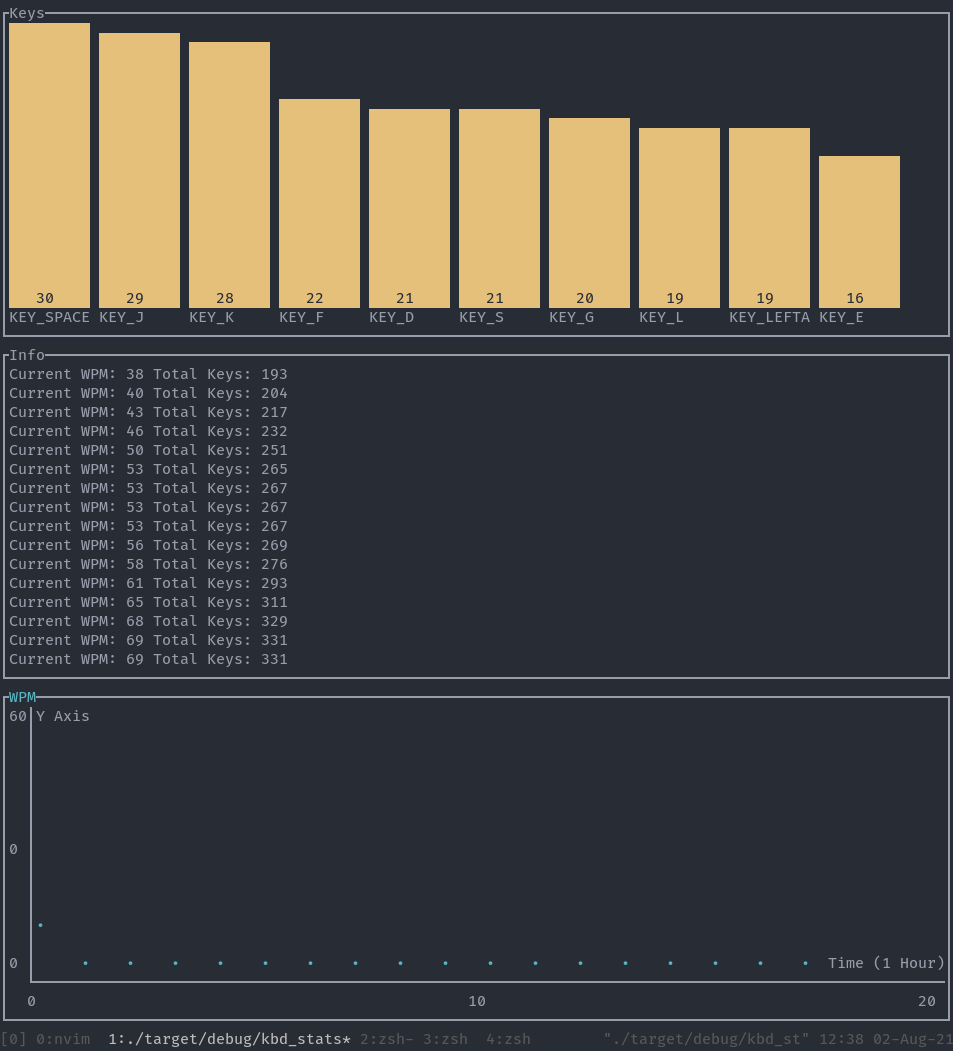 Keys
30 29 28 22 21 21 20 19 19 16
KEY_SPACE KEY_J KEY_K KEY_F KEY_D KEY_S KEY_G KEY_L KEY_LEFTA KEY_E
Info
Current WPM: 38 Total Keys: 193
Current WPM: 40 Total Keys: 204
Current WPM: 43 Total Keys: 217
Current WPM: 46 Total Keys: 232
Current WPM: 50 Total Keys: 251
Current WPM: 53 Total Keys: 265
Current WPM: 53 Total Keys: 267
Current WPM: 53 Total Keys: 267
Current WPM: 53 Total Keys: 267
Current WPM: 56 Total Keys: 269
Current WPM: 58 Total Keys: 276
Current WPM: 61 Total Keys: 293
Current WPM: 65 Total Keys: 311
Current WPM: 68 Total Keys: 329
Current WPM: 69 Total Keys: 331
Current WPM: 69 Total Keys: 331
WPM
60 Y Axis
0
0 Time (1 Hour)
0 10 20
[0] 0:nvim 1:./target/debug/kbd_stats* 2:zsh- 3:zsh 4:zsh "./target/debug/kbd_st" 12:38 02-Aug-21